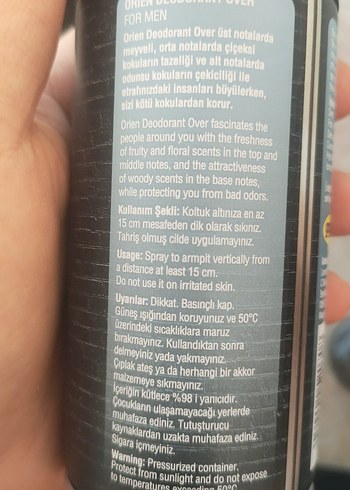 ORIEN DEODORANT OVER
FOR MEN
Orien Deodorant Over üst notalarda
meyveli, orta notalarda çiçeksi
kokuların tazeliği ve alt notalarda
odunsu kokuların çekiciliği ile
etrafınızdaki insanları büyülerken,
sizi kötü kokulardan korur.
Orien Deodorant Over fascinates the
people around you with the freshness
of fruity and floral scents in the top and
middle notes, and the attractiveness
of woody scents in the base notes,
while protecting you from bad odors.
Kullanım Şekli: Koltuk altınıza en az
15 cm mesafeden dik olarak sıkınız.
Tahriş olmuş cilde uygulamayınız.
Usage: Spray to armpit vertically from
a distance at least 15 cm.
Do not use it on irritated skin.
Uyarılar: Dikkat. Basınçlı kap.
Güneş ışığından koruyunuz ve 50°C
üzerindeki sıcaklıklara maruz
bırakmayınız. Kullandıktan sonra
delmeyiniz yada yakmayınız.
Çıplak ateş ya da herhangi bir akkor
malzemeye sıkmayınız.
İçeriğin kütlece %98 i yanıcıdır.
Çocukların ulaşamayacağı yerlerde
muhafaza ediniz. Tutuşturucu
kaynaklardan uzakta muhafaza ediniz.
Sigara içmeyiniz.
Warning: Pressurized container.
Protect from sunlight and do not expose
to temperatures exceeding 50°C